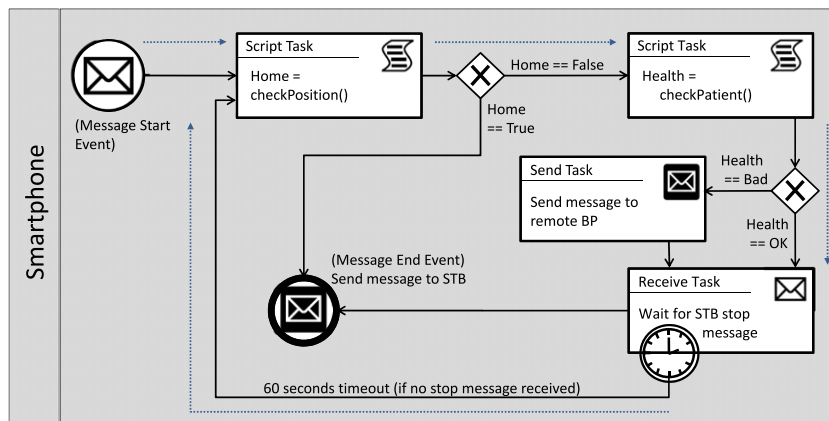 Smartphone
(Message Start
Event)
Script Task
Home =
checkPosition()
Home == False
Home
== True
Script Task
Health =
checkPatient()
Health
== Bad
Health
== OK
Send Task
Send message to
remote BP
(Message End Event)
Send message to STB
Receive Task
Wait for STB stop
message
60 seconds timeout (if no stop message received)